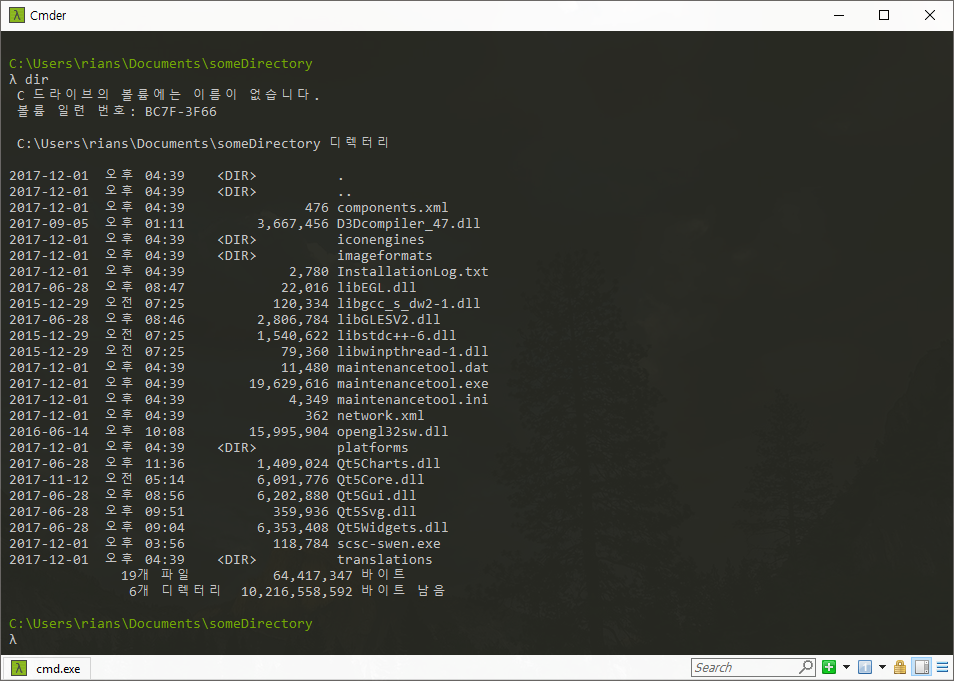 Cmder
C:\Users\rians\Documents\someDirectory
λ dir
C 드라이브의 볼륨에는 이름이 없습니다.
볼륨 일련 번호: BC7F-3F66
C:\Users\rians\Documents\someDirectory 디렉터리
2017-12-01 오후 04:39 <DIR> .
2017-12-01 오후 04:39 <DIR> ..
2017-12-01 오후 04:39 476 components.xml
2017-09-05 오후 01:11 3,667,456 D3Dcompiler_47.dll
2017-12-01 오후 04:39 <DIR> iconengines
2017-12-01 오후 04:39 <DIR> imageformats
2017-12-01 오후 04:39 2,780 InstallationLog.txt
2017-06-28 오후 08:47 22,016 libEGL.dll
2015-12-29 오전 07:25 120,334 libgcc_s_dw2-1.dll
2017-06-28 오후 08:46 2,806,784 libGLESV2.dll
2015-12-29 오전 07:25 1,540,622 libstdc++-6.dll
2015-12-29 오전 07:25 79,360 libwinpthread-1.dll
2017-12-01 오후 04:39 11,480 maintenancetool.dat
2017-12-01 오후 04:39 19,629,616 maintenancetool.exe
2017-12-01 오후 04:39 4,349 maintenancetool.ini
2017-12-01 오후 04:39 362 network.xml
2016-06-14 오후 10:08 15,995,904 opengl32sw.dll
2017-12-01 오후 04:39 <DIR> platforms
2017-06-28 오후 11:36 1,409,024 Qt5Charts.dll
2017-11-12 오전 05:14 6,091,776 Qt5Core.dll
2017-06-28 오후 08:56 6,202,880 Qt5Gui.dll
2017-06-28 오후 09:51 359,936 Qt5Svg.dll
2017-06-28 오후 09:04 6,353,408 Qt5Widgets.dll
2017-12-01 오후 03:56 118,784 scsc-swen.exe
2017-12-01 오후 04:39 <DIR> translations
19개 파일 64,417,347 바이트
6개 디렉터리 10,216,558,592 바이트 남음
C:\Users\rians\Documents\someDirectory
λ
λ cmd.exe
Search